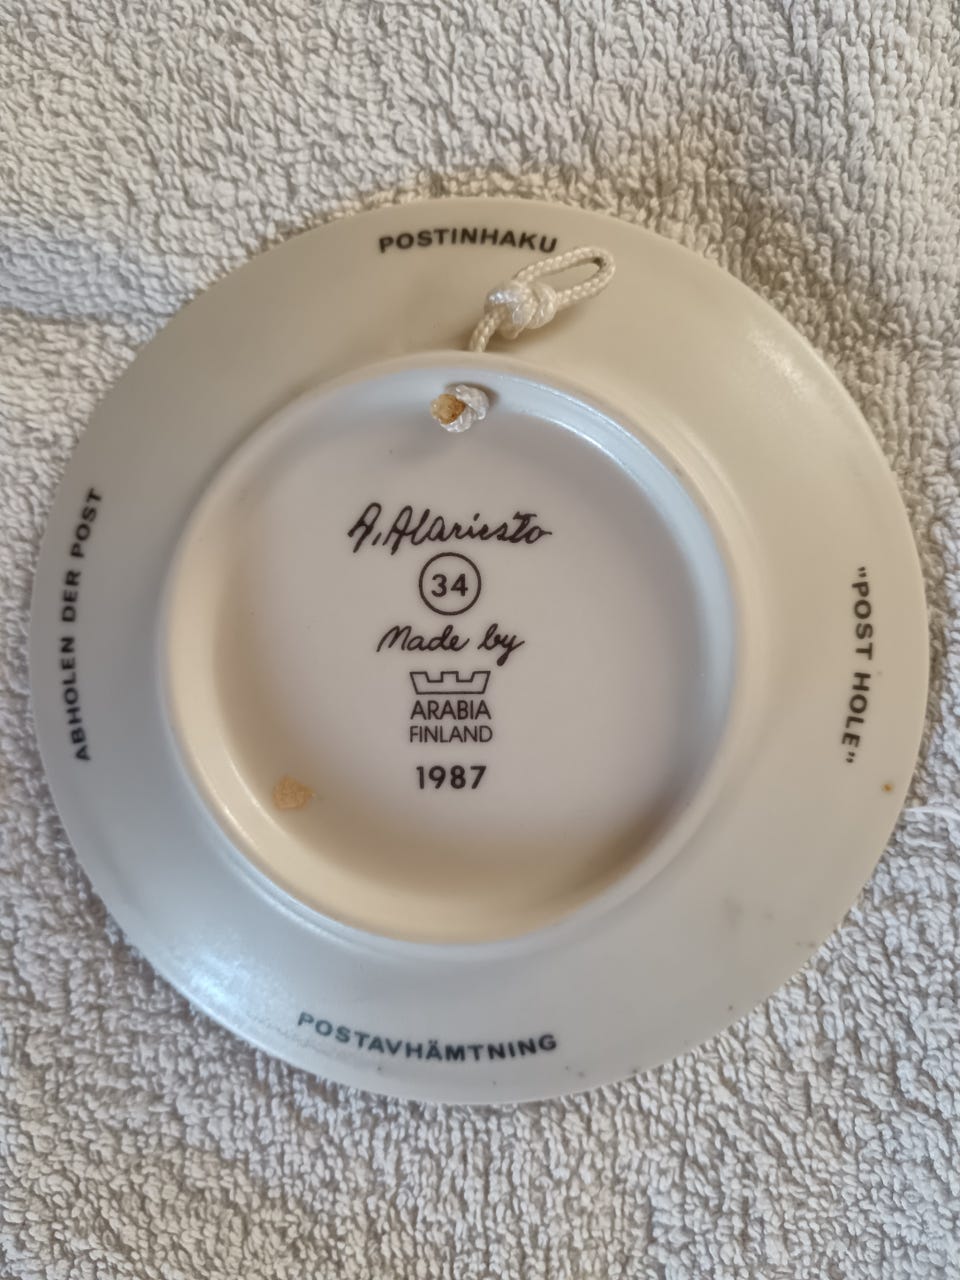 POSTINHAKU
A. Alariesto
34
Made by
ARABIA
FINLAND
1987
ABHOLEN DER POST
"POST HOLE"
POSTAVHÄMTNING